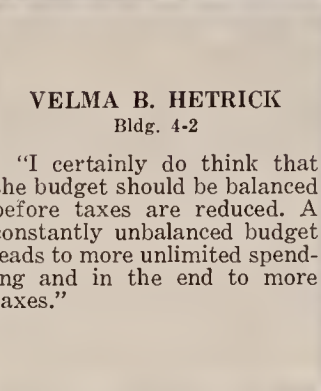 VELMA B. HETRICK
Bldg. 4-2
"I certainly do think that
he budget should be balanced
efore taxes are reduced. A
onstantly unbalanced budget
eads to more unlimited spend-
ng and in the end to more
axes."